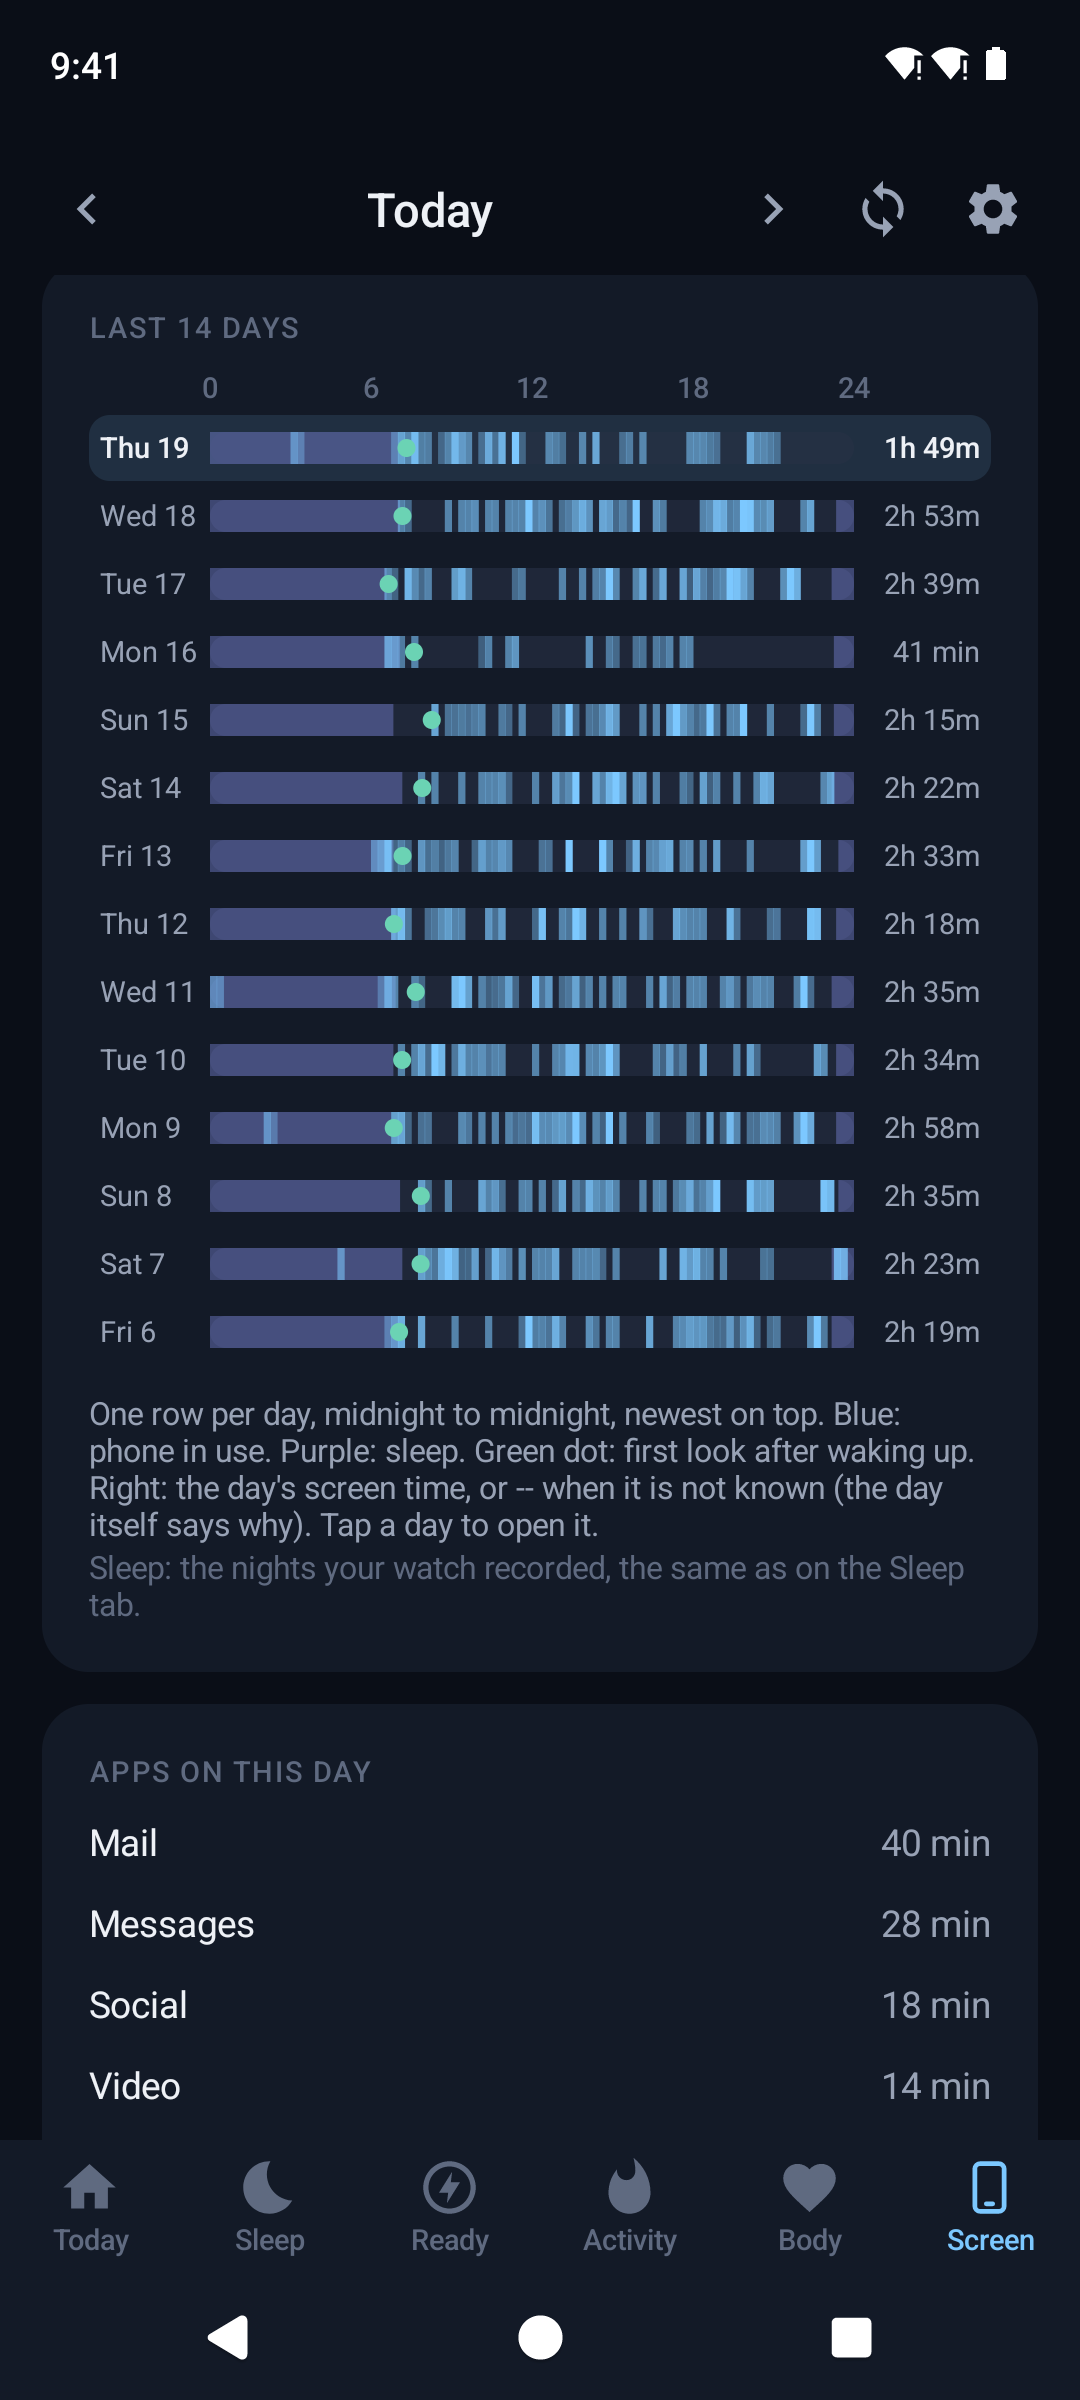 9:41
Today
LAST 14 DAYS
0 6 12 18 24
Thu 19 1h 49m
Wed 18 2h 53m
Tue 17 2h 39m
Mon 16 41 min
Sun 15 2h 15m
Sat 14 2h 22m
Fri 13 2h 33m
Thu 12 2h 18m
Wed 11 2h 35m
Tue 10 2h 34m
Mon 9 2h 58m
Sun 8 2h 35m
Sat 7 2h 23m
Fri 6 2h 19m
One row per day, midnight to midnight, newest on top. Blue:
phone in use. Purple: sleep. Green dot: first look after waking up.
Right: the day's screen time, or -- when it is not known (the day
itself says why). Tap a day to open it.
Sleep: the nights your watch recorded, the same as on the Sleep
tab.
APPS ON THIS DAY
Mail 40 min
Messages 28 min
Social 18 min
Video 14 min
Today Sleep Ready Activity Body Screen